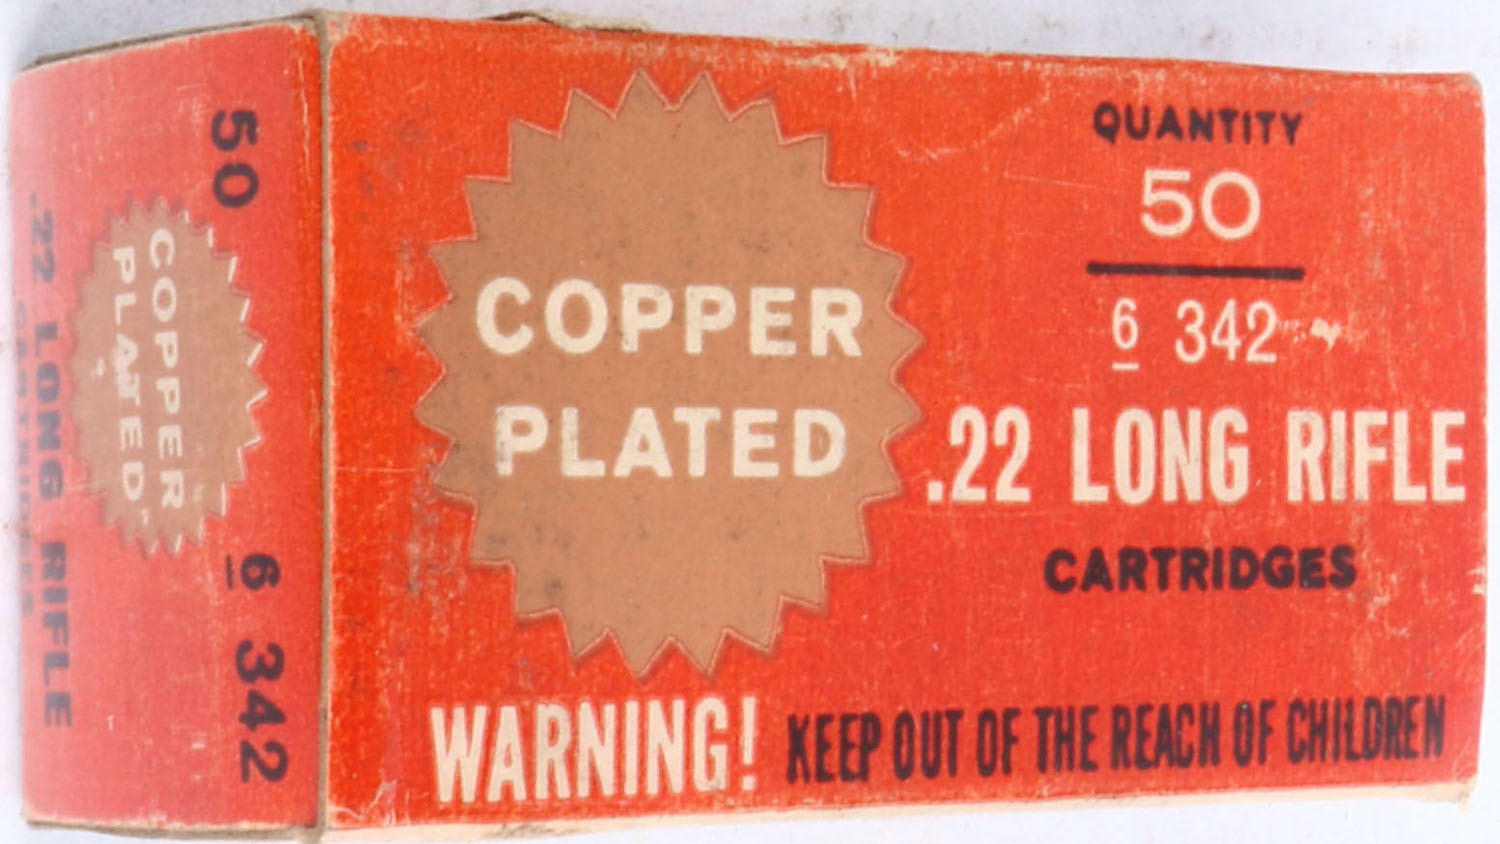 50
6 342
COPPER
PLATED
.22 LONG RIFLE
CARTRIDGES
COPPER
PLATED
QUANTITY
50
6 342
.22 LONG RIFLE
CARTRIDGES
WARNING! KEEP OUT OF THE REACH OF CHILDREN